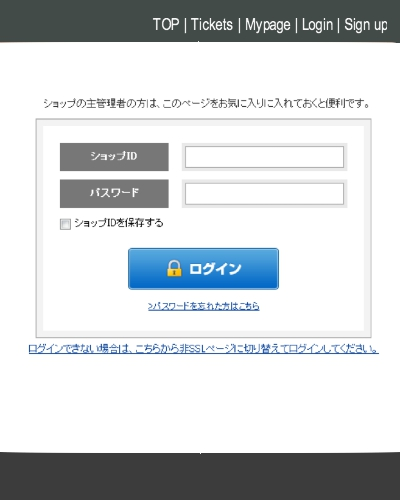 TOP | Tickets | Mypage | Login | Sign up
ショップの主管理者の方は、このページをお気に入りに入れておくと便利です。
ショップID
パスワード
ショップIDを保存する
ログイン
>パスワードを忘れた方はこちら
ログインできない場合は、こちらから非SSLページに切り替えてログインしてください。